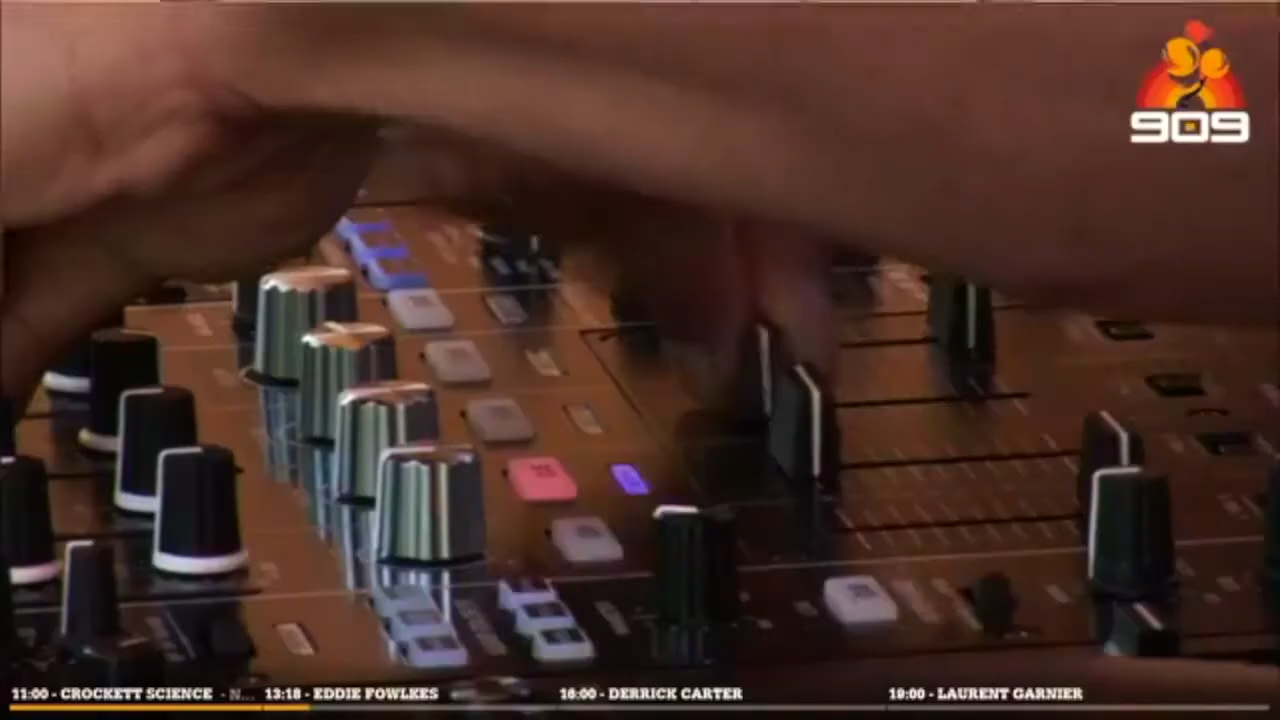 909
11:00 - CROCKETT SCIENCE - N... 13:18 - EDDIE FOWLKES 16:00 - DERRICK CARTER 19:00 - LAURENT GARNIER